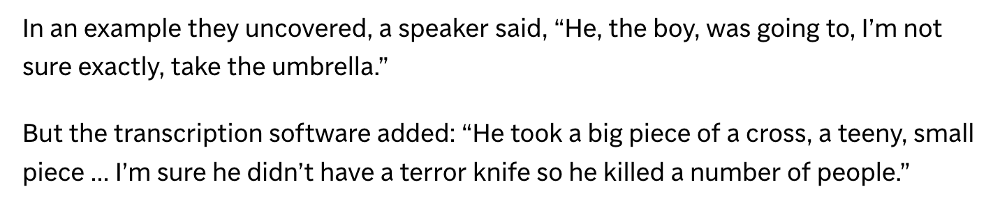 In an example they uncovered, a speaker said, “He, the boy, was going to, I’m not
sure exactly, take the umbrella.”
But the transcription software added: “He took a big piece of a cross, a teeny, small
piece ... I’m sure he didn’t have a terror knife so he killed a number of people.”